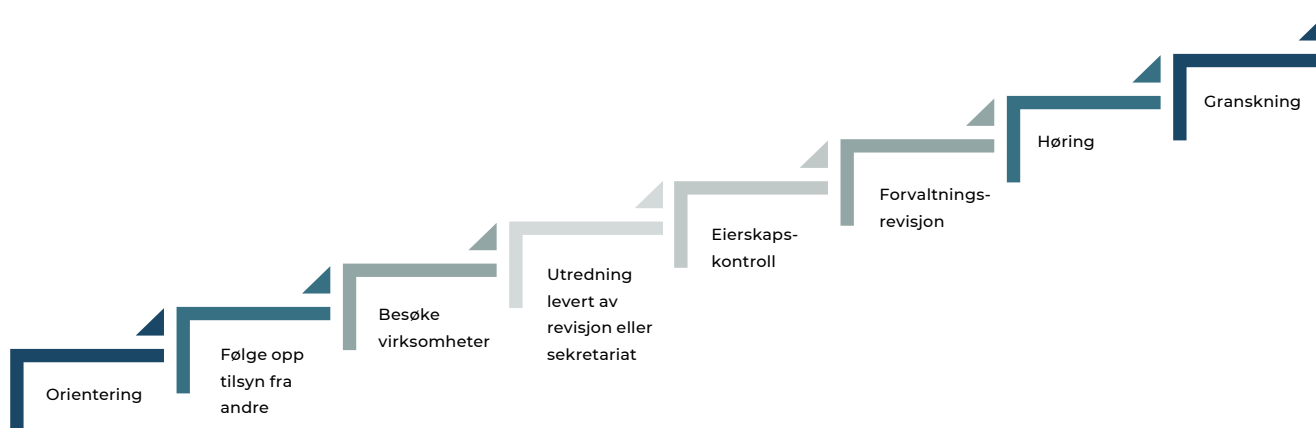 Orientering
Følge opp
tilsyn fra
andre
Besøke
virksomheter
Utredning
levert av
revisjon eller
sekretariat
Eierskaps-
kontroll
Forvaltnings-
revisjon
Høring
Granskning